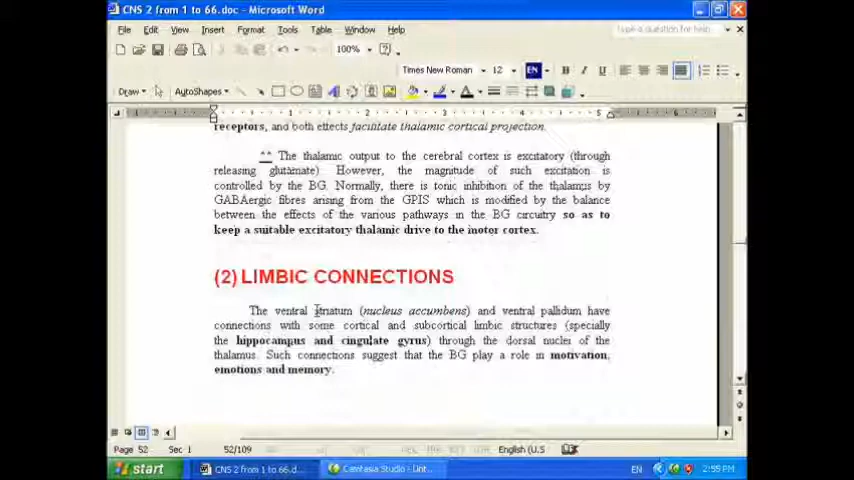 CNS 2 from 1 to 66.doc - Microsoft Word
File Edit View Insert Format Tools Table Window Help Type a question for help
100%
Times New Roman 12 EN B I U
Draw AutoShapes
receptors, and both effects facilitate thalamic cortical projection.
^^ The thalamic output to the cerebral cortex is excitatory (through
releasing glutamate) However, the magnitude of such excitation is
controlled by the BG. Normally, there is tonic inhibition of the thalamus by
GABAergic fibres arising from the GPIS which is modified by the balance
between the effects of the various pathways in the BG circuitry so as to
keep a suitable excitatory thalamic drive to the motor cortex.
(2) LIMBIC CONNECTIONS
The ventral striatum (nucleus accumbens) and ventral pallidum have
connections with some cortical and subcortical limbic structures (specially
the hippocampus and cingulate gyrus) through the dorsal nuclei of the
thalamus. Such connections suggest that the BG play a role in motivation,
emotions and memory.
Page 52 Sec 1 52/109 English (U.S
start CNS 2 from 1 to 66.d... Camtasia Studio - Unt... EN 2:55 PM